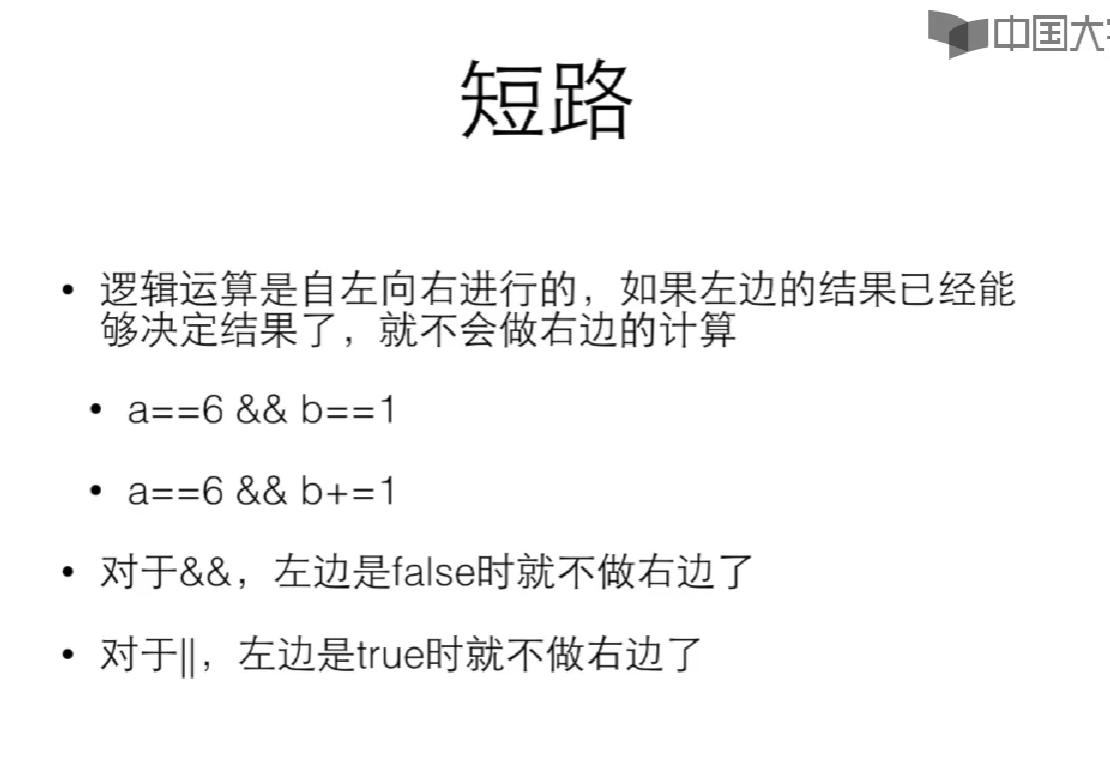 中国大
短路
• 逻辑运算是自左向右进行的，如果左边的结果已经能
够决定结果了，就不会做右边的计算
• a==6 && b==1
• a==6 && b+=1
• 对于&&，左边是false时就不做右边了
• 对于||，左边是true时就不做右边了